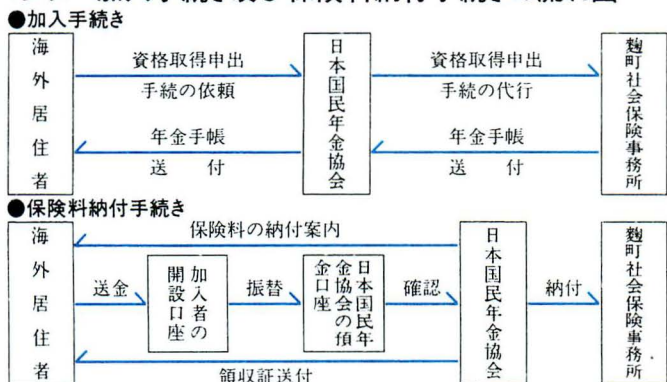 ●加入手続き
海外居住者
資格取得申出
手続の依頼
年金手帳
送付
日本国民年金協会
資格取得申出
手続の代行
年金手帳
送付
麴町社会保険事務所
●保険料納付手続き
海外居住者
保険料の納付案内
送金
加入者の
開設口座
振替
日本国民年
金協会の預
金口座
確認
日本国民年金協会
納付
麴町社会保険事務所
領収証送付